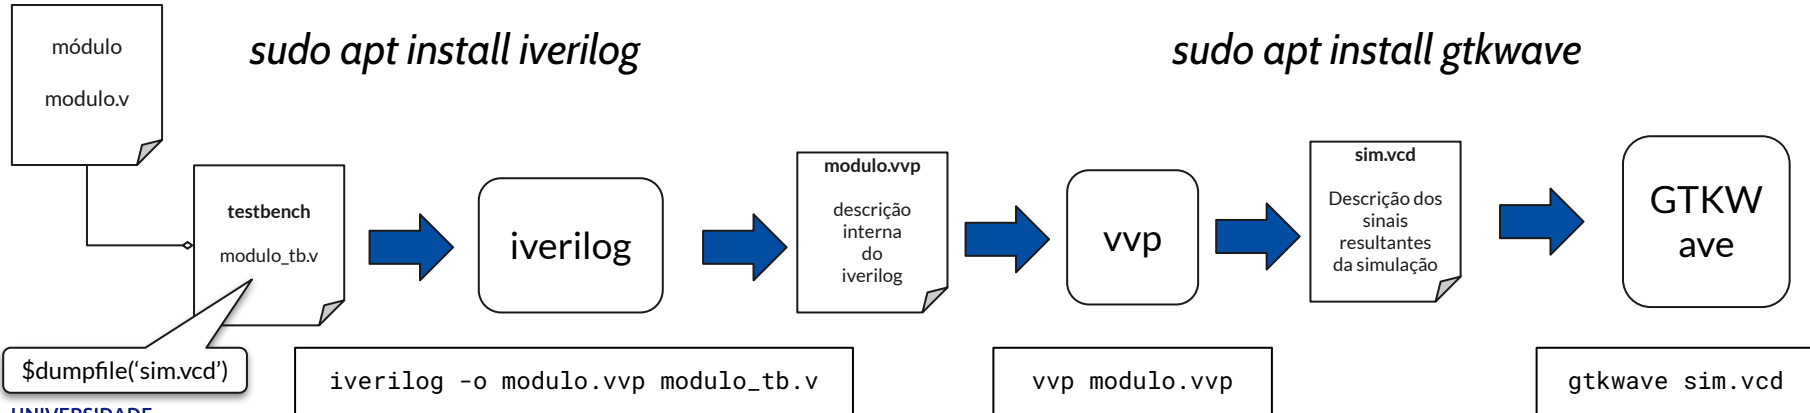 módulo
modulo.v
sudo apt install iverilog
sudo apt install gtkwave
testbench
modulo_tb.v
iverilog
modulo.vvp
descrição
interna
do
iverilog
vvp
sim.vcd
Descrição dos
sinais
resultantes
da simulação
GTKW
ave
$dumpfile(‘sim.vcd’)
iverilog -o modulo.vvp modulo_tb.v
vvp modulo.vvp
gtkwave sim.vcd
UNIVERSIDADE